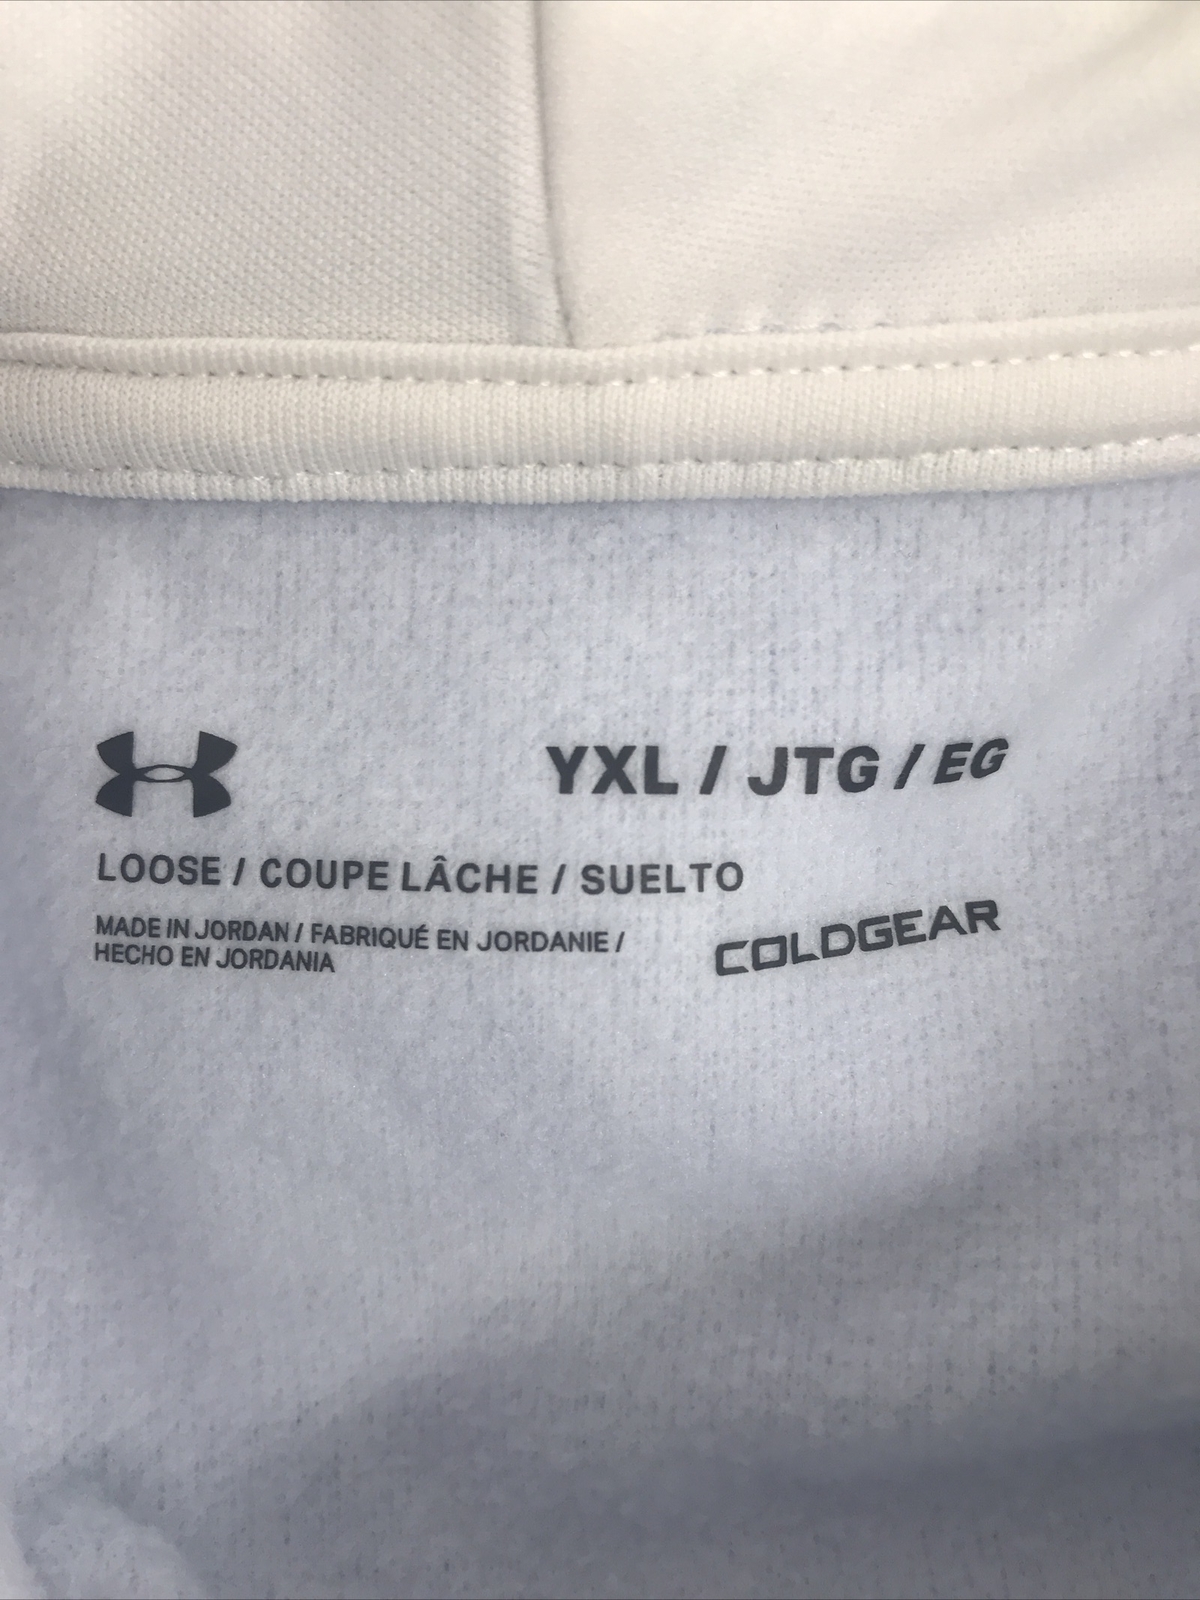 YXL / JTG / EG
LOOSE / COUPE LÂCHE / SUELTO
MADE IN JORDAN / FABRIQUÉ EN JORDANIE /
HECHO EN JORDANIA
COLDGEAR